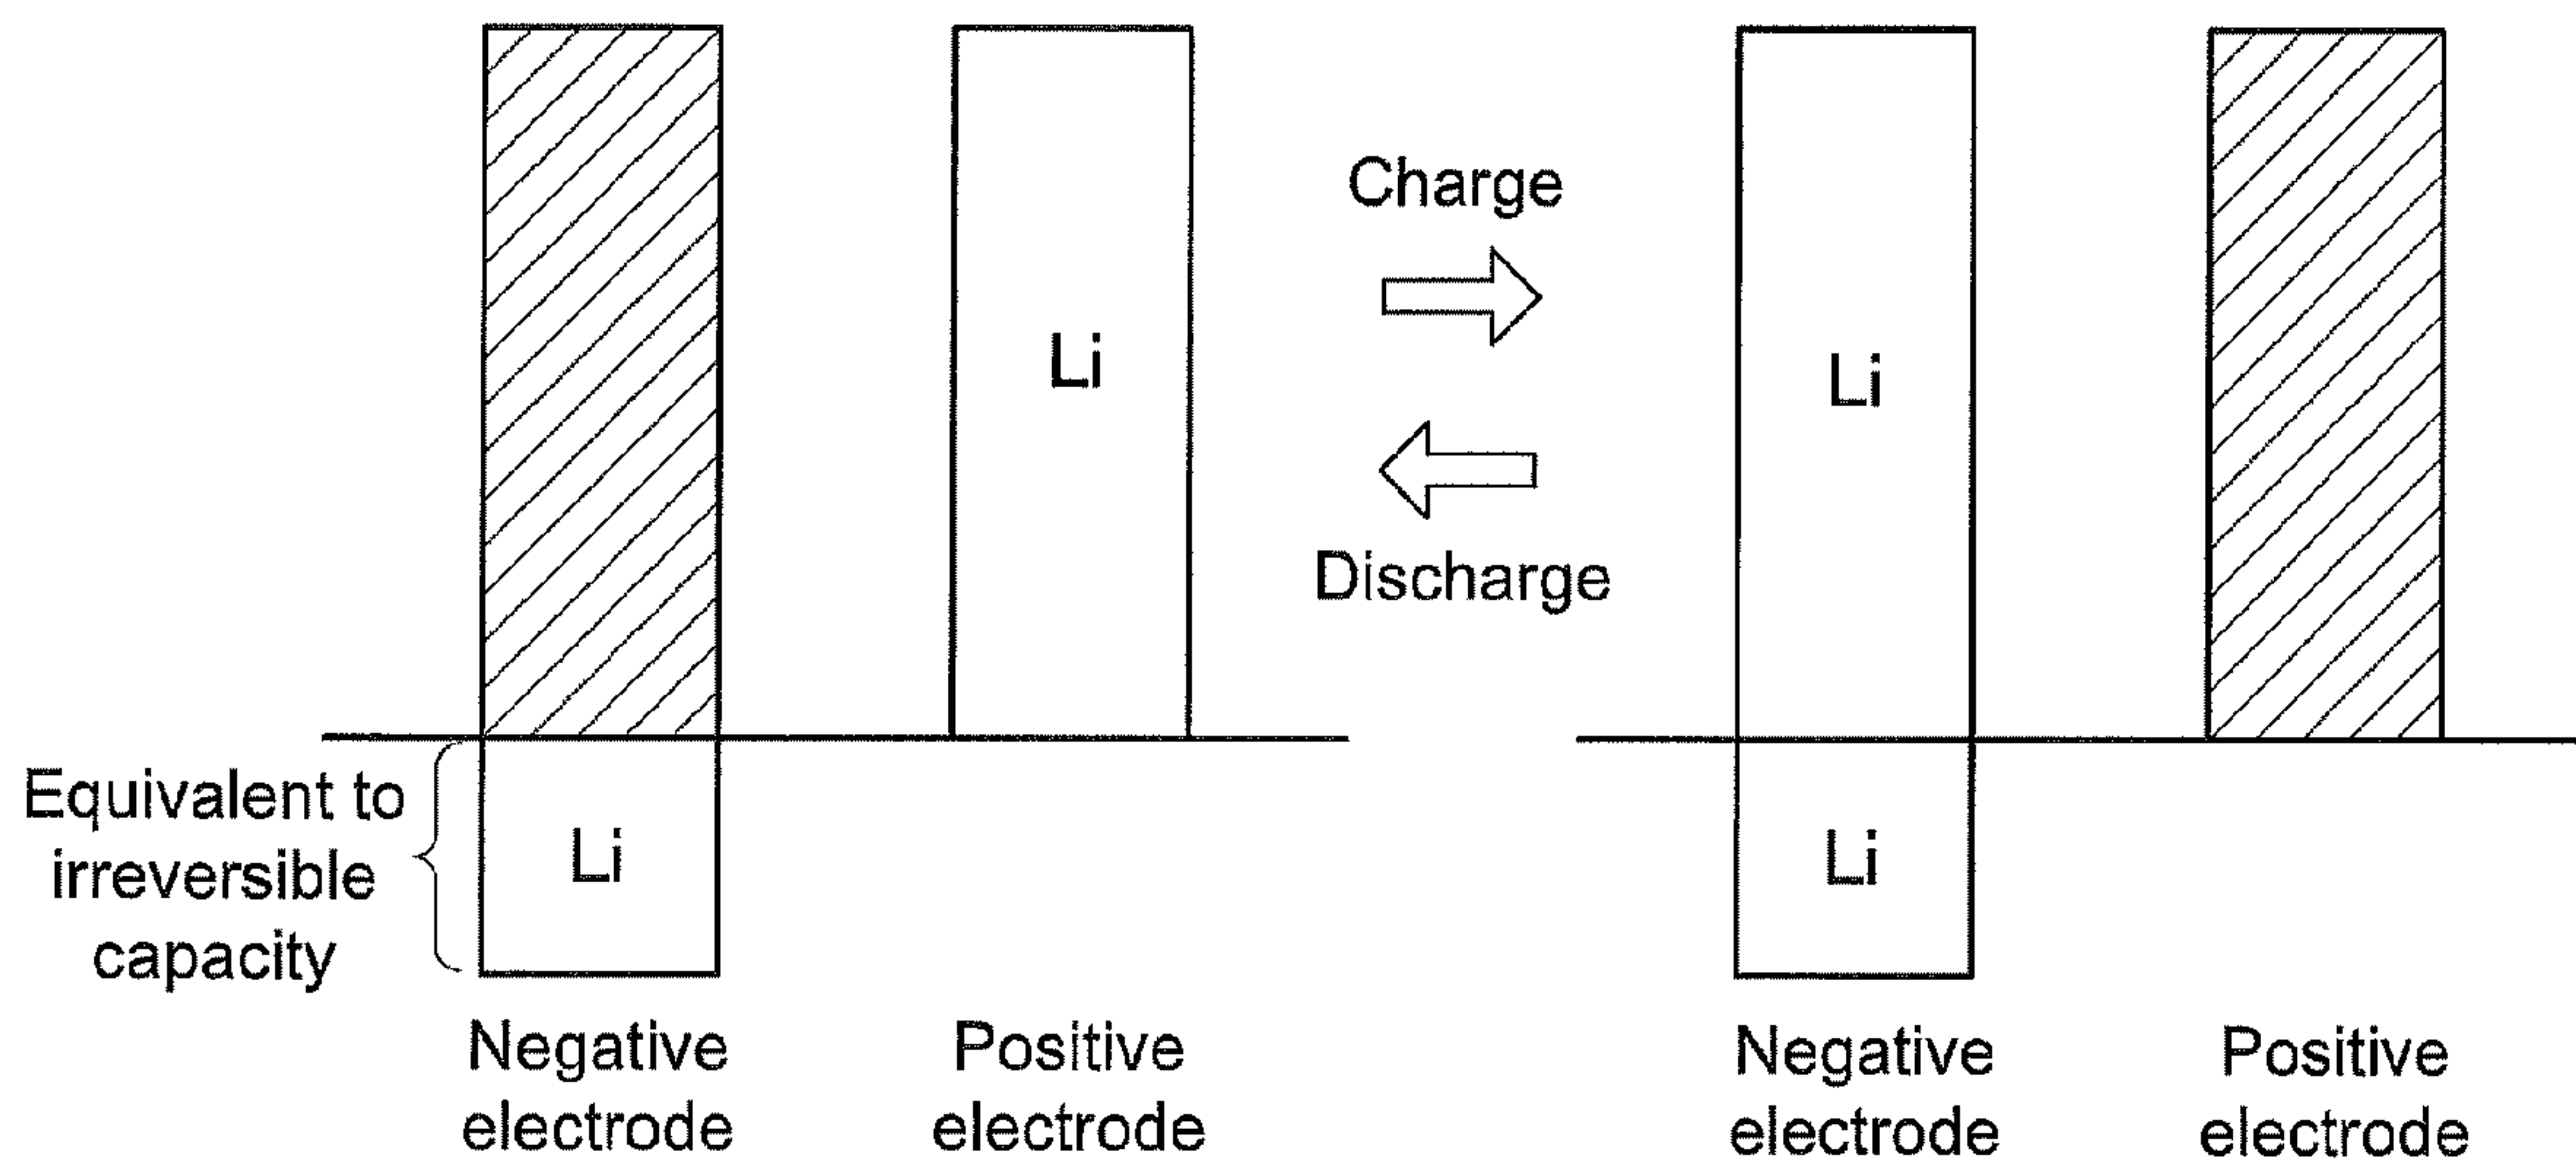 Li
Charge
Li
Discharge
Equivalent to
irreversible
capacity
Li
Li
Negative
electrode
Positive
electrode
Negative
electrode
Positive
electrode